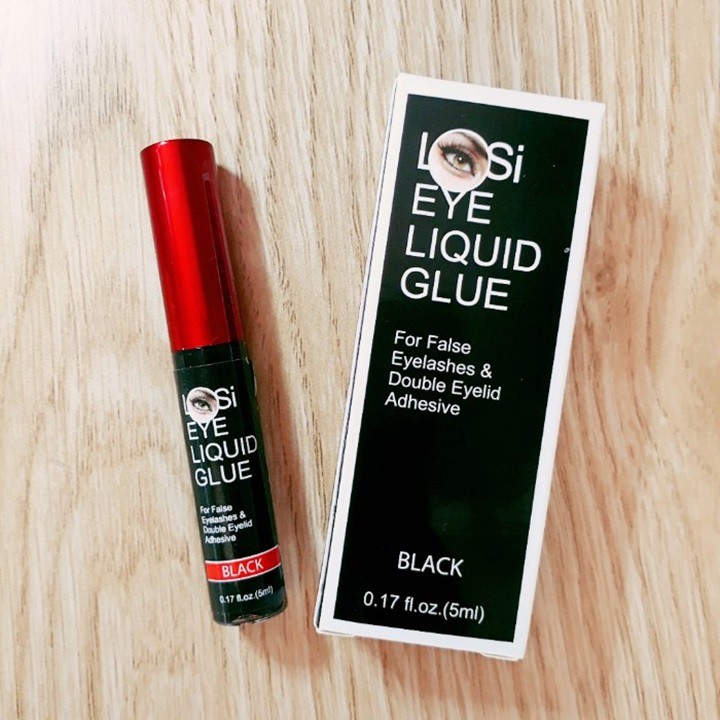 LOSi
EYE
LIQUID
GLUE
For False
Eyelashes &
Double Eyelid
Adhesive
BLACK
0.17 fl.oz.(5ml)
LOSi
EYE
LIQUID
GLUE
For False
Eyelashes &
Double Eyelid
Adhesive
BLACK
0.17 fl.oz.(5ml)